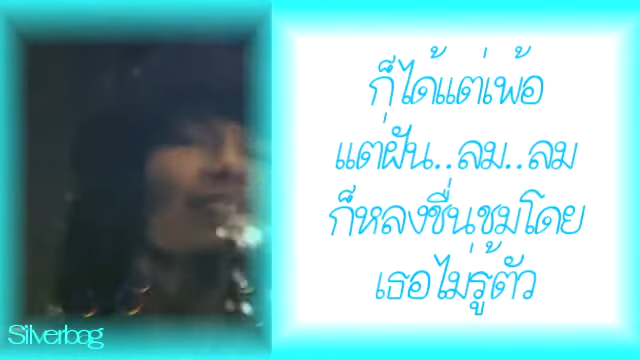 ก็ได้แต่เพ้อ
แต่ฝัน..ลม..ลม
ก็หลงชื่นชมโดย
เธอไม่รู้ตัว
Silverbag